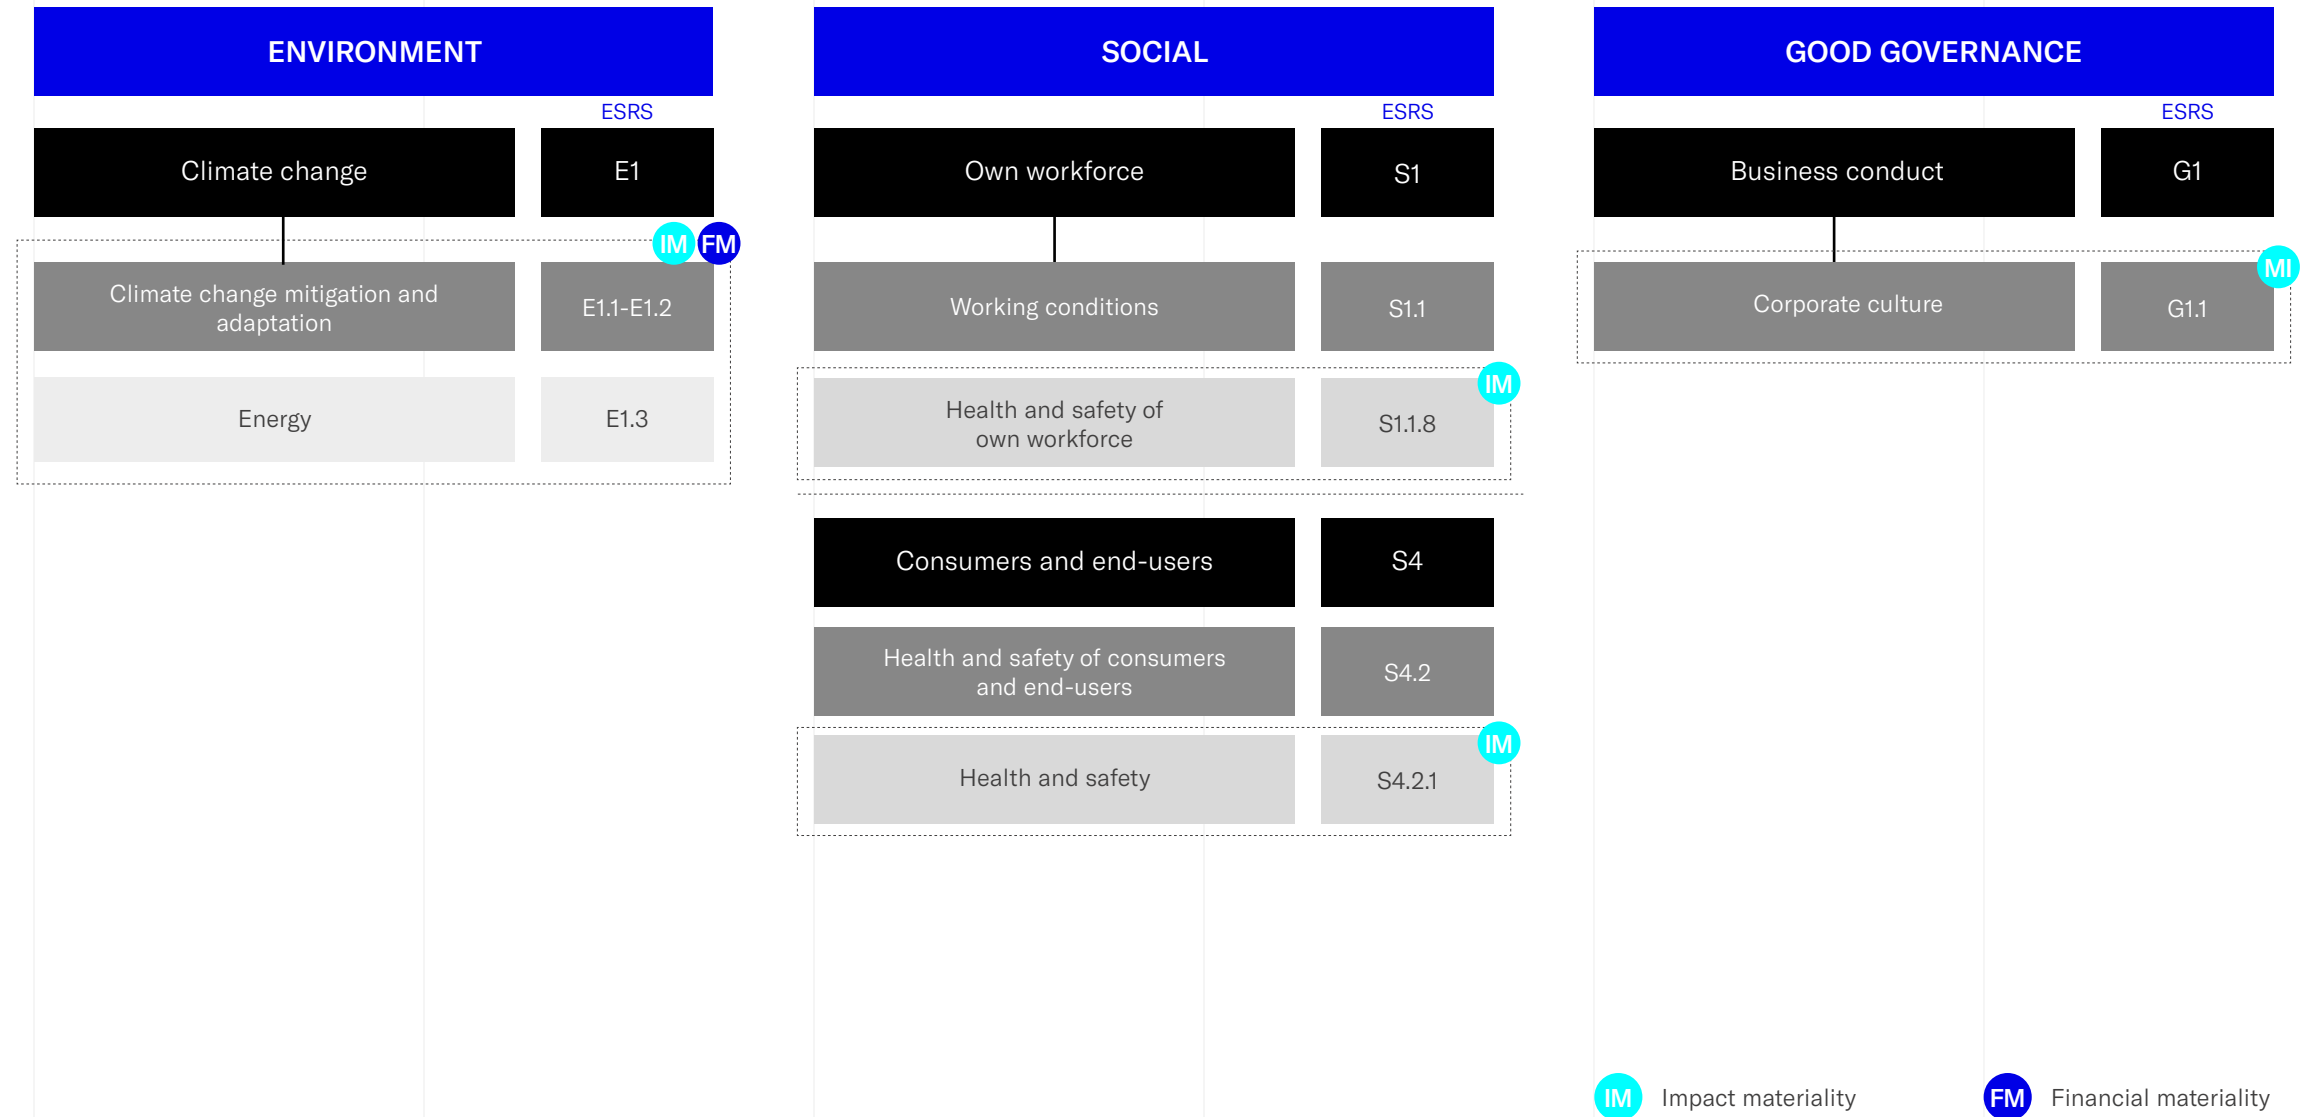 ENVIRONMENT
ESRS
Climate change
E1
IM
FM
Climate change mitigation and
adaptation
E1.1-E1.2
Energy
E1.3
SOCIAL
ESRS
Own workforce
S1
Working conditions
S1.1
IM
Health and safety of
own workforce
S1.1.8
Consumers and end-users
S4
Health and safety of consumers
and end-users
S4.2
IM
Health and safety
S4.2.1
GOOD GOVERNANCE
ESRS
Business conduct
G1
MI
Corporate culture
G1.1
IM
Impact materiality
FM
Financial materiality